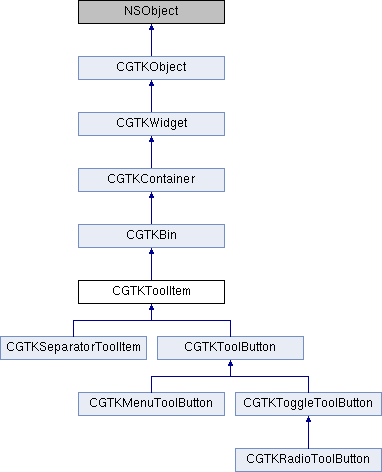 NSObject
CGTKObject
CGTKWidget
CGTKContainer
CGTKBin
CGTKToolItem
CGTKSeparatorToolItem
CGTKToolButton
CGTKMenuToolButton
CGTKToggleToolButton
CGTKRadioToolButton